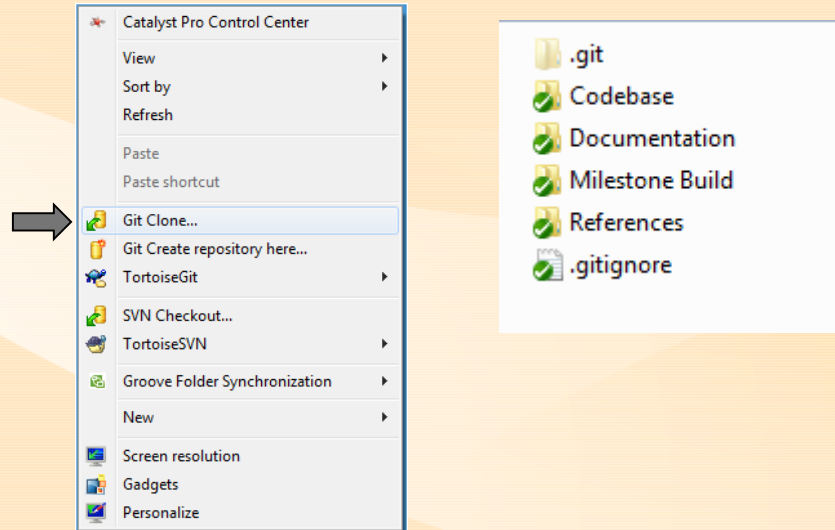 Catalyst Pro Control Center
View
Sort by
Refresh
Paste
Paste shortcut
Git Clone...
Git Create repository here...
TortoiseGit
SVN Checkout...
TortoiseSVN
Groove Folder Synchronization
New
Screen resolution
Gadgets
Personalize
.git
Codebase
Documentation
Milestone Build
References
.gitignore